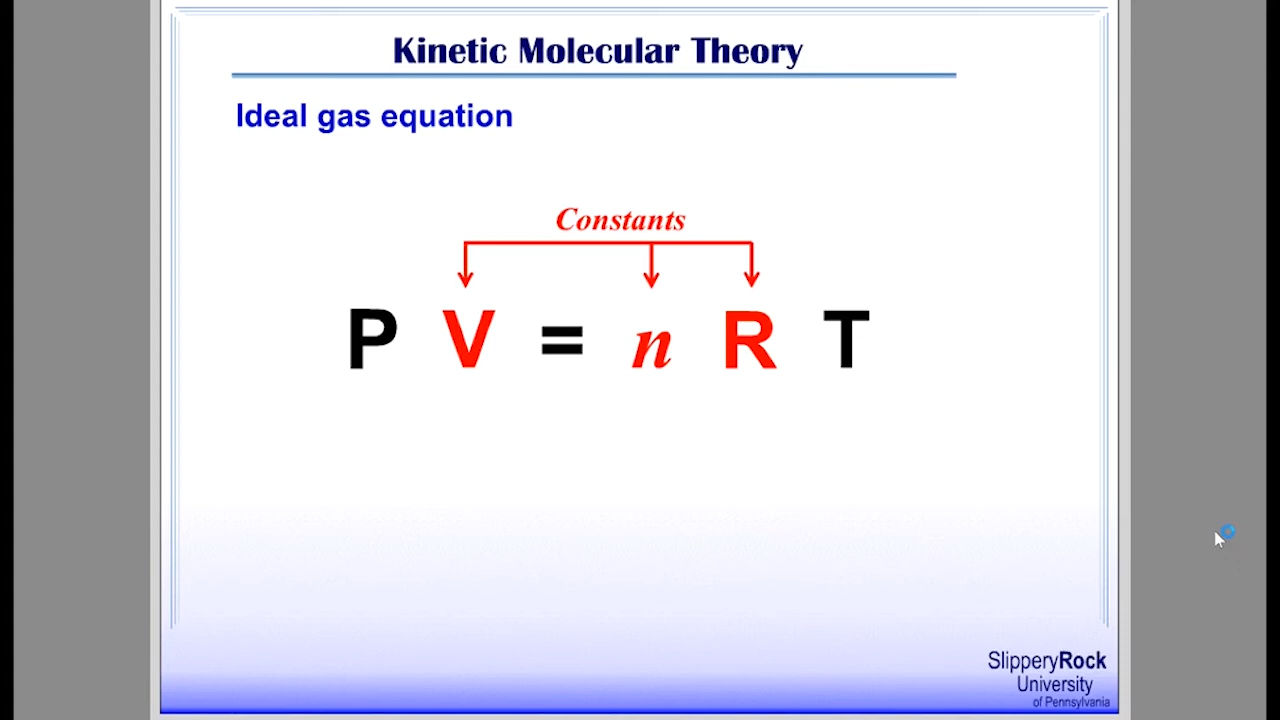 Kinetic Molecular Theory
Ideal gas equation
Constants
P V = n R T
SlipperyRock
University
of Pennsylvania